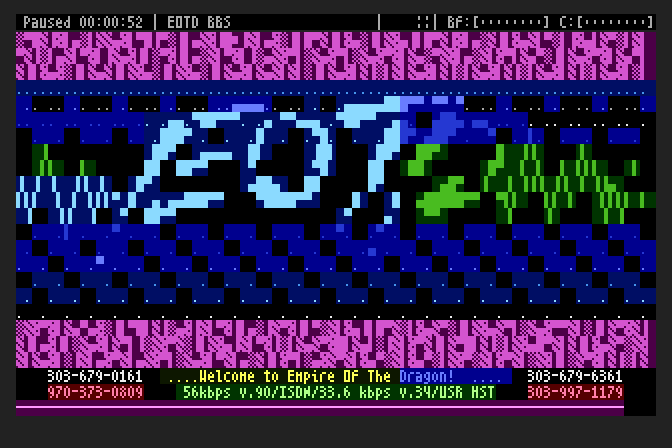 Paused 00:00:52 | EOTD BBS | ¦¦| BF:[········] C:[········]
EOT
303-679-0161 ....Welcome to Empire Of The Dragon! .... 303-679-6361
970-373-0809 56kbps v.90/ISDN/33.6 kbps v.34/USR HST 303-997-1179